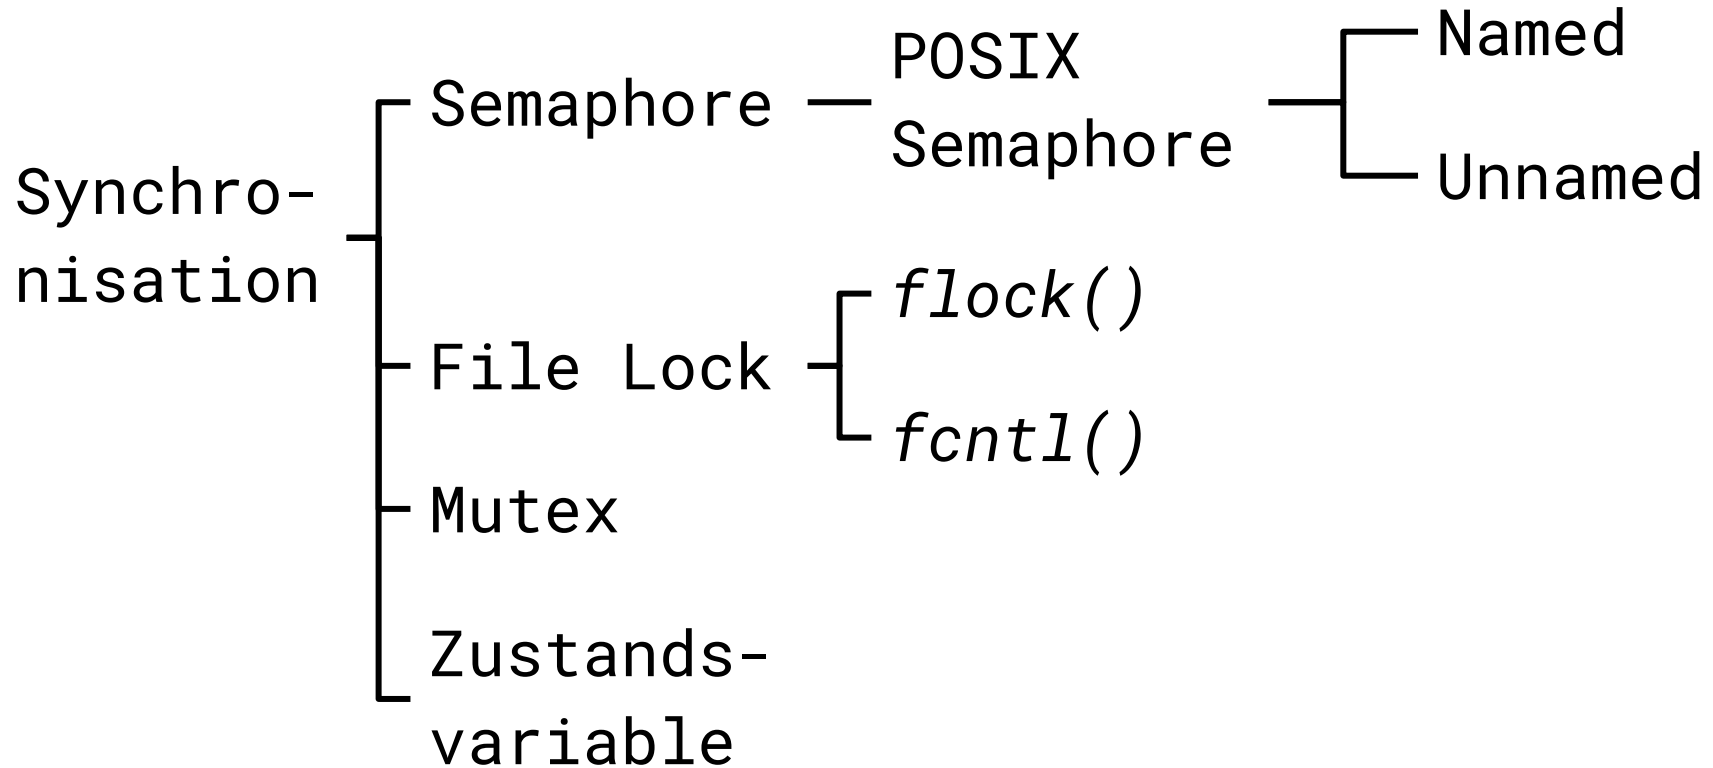 Synchro-
nisation
Semaphore
POSIX
Semaphore
Named
Unnamed
File Lock
flock()
fcntl()
Mutex
Zustands-
variable